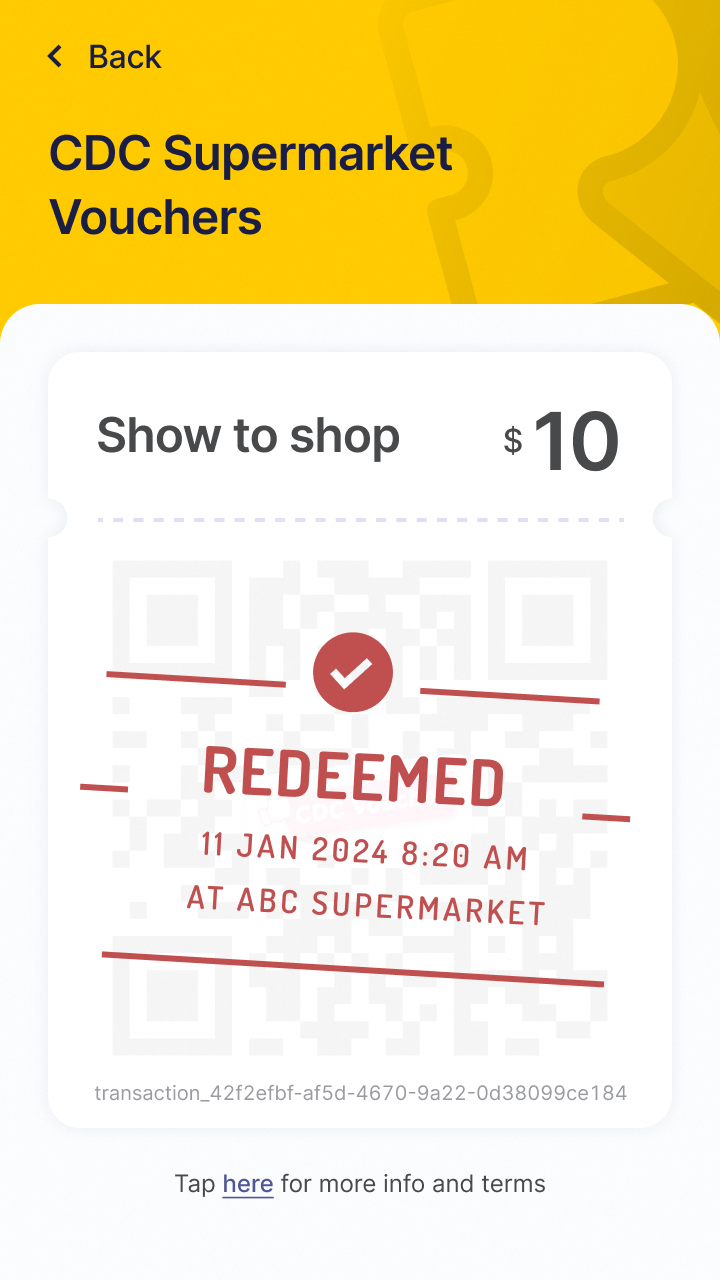 Back
CDC Supermarket
Vouchers
Show to shop
$ 10
REDEEMED
11 JAN 2024 8:20 AM
AT ABC SUPERMARKET
transaction_42f2efbf-af5d-4670-9a22-0d38099ce184
Tap here for more info and terms